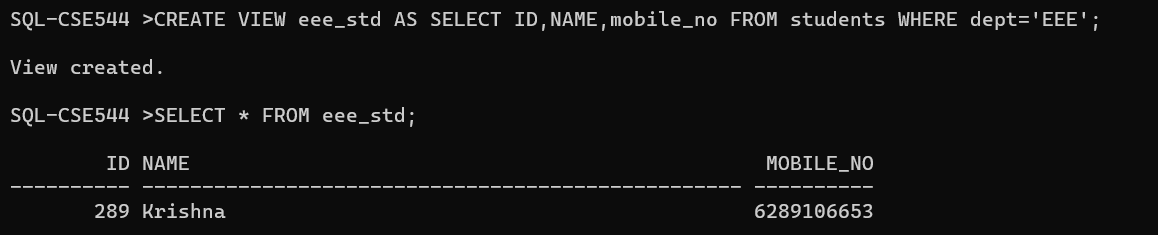 SQL-CSE544 >CREATE VIEW eee_std AS SELECT ID,NAME,mobile_no FROM students WHERE dept='EEE';
View created.
SQL-CSE544 >SELECT * FROM eee_std;
        ID NAME                                                MOBILE_NO
---------- -------------------------------------------------- ----------
       289 Krishna                                            6289106653